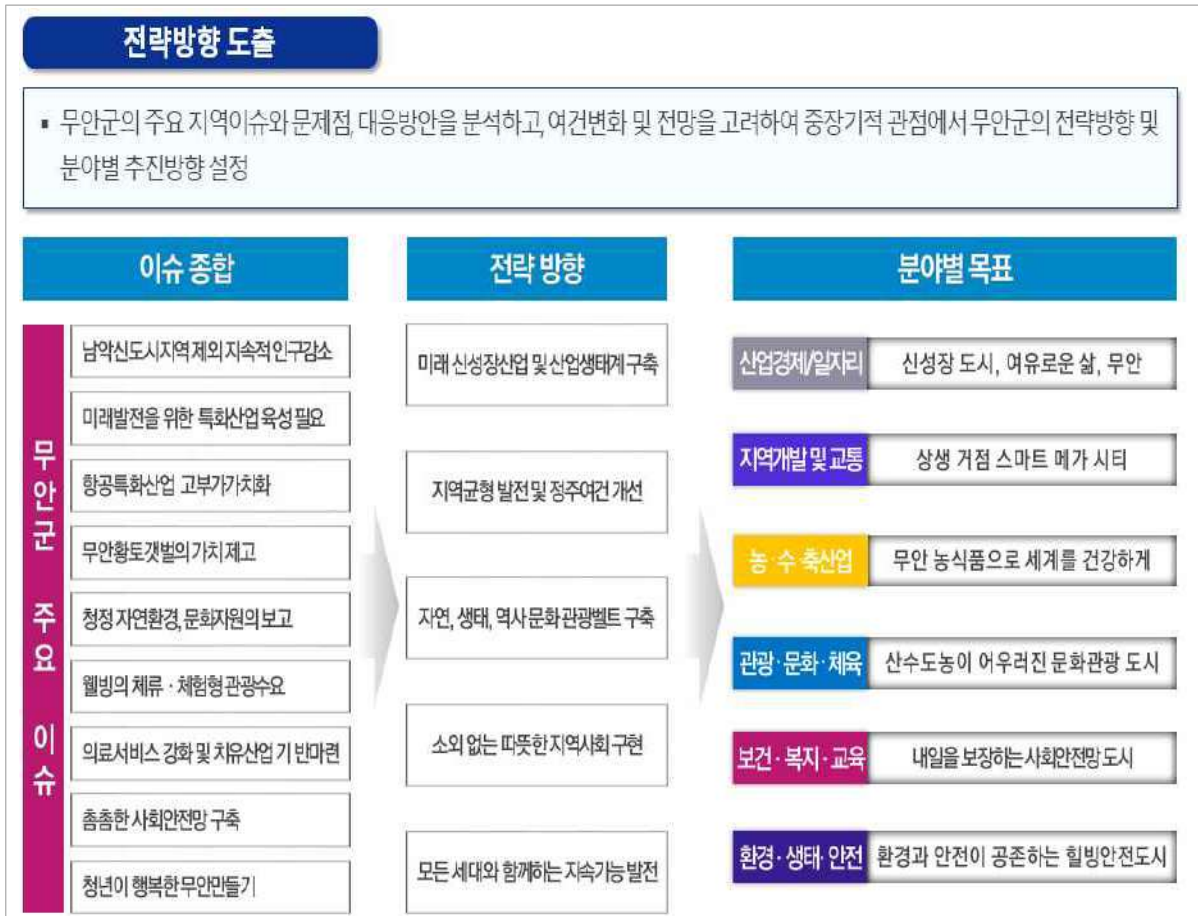 전략방향 도출
▪ 무안군의 주요 지역이슈와 문제점, 대응방안을 분석하고, 여건변화 및 전망을 고려하여 중장기적 관점에서 무안군의 전략방향 및
분야별 추진방향 설정
이슈 종합
무안군 주요 이슈
남악신도시지역 제외 지속적 인구감소
미래발전을 위한 특화산업 육성 필요
항공특화산업 고부가가치화
무안황토갯벌의 가치 제고
청정 자연환경, 문화자원의 보고
웰빙의 체류·체험형 관광수요
의료서비스 강화 및 치유산업 기반마련
촘촘한 사회안전망 구축
청년이 행복한 무안만들기
전략 방향
미래 신성장산업 및 산업생태계 구축
지역균형 발전 및 정주여건 개선
자연, 생태, 역사문화 관광벨트 구축
소외 없는 따뜻한 지역사회 구현
모든 세대와 함께하는 지속가능 발전
분야별 목표
산업경제/일자리 신성장 도시, 여유로운 삶, 무안
지역개발 및 교통 상생 거점 스마트 메가 시티
농·수·축산업 무안 농식품으로 세계를 건강하게
관광·문화·체육 산수도농이 어우러진 문화관광 도시
보건·복지·교육 내일을 보장하는 사회안전망 도시
환경·생태·안전 환경과 안전이 공존하는 힐빙안전도시